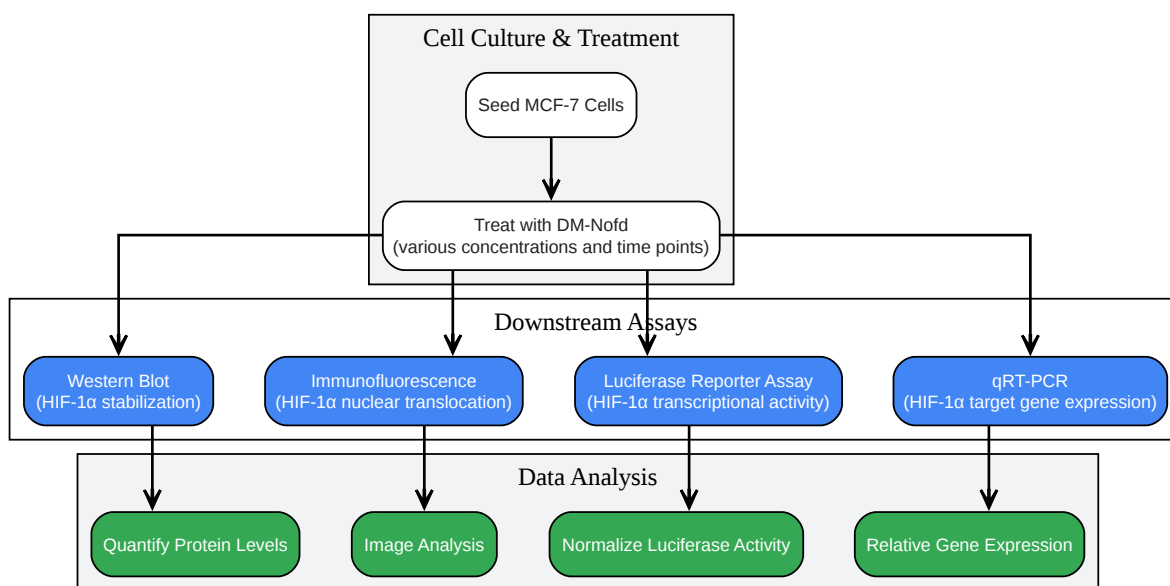 Cell Culture & Treatment
Seed MCF-7 Cells
Treat with DM-Nofd
(various concentrations and time points)
Downstream Assays
Western Blot
(HIF-1α stabilization)
Immunofluorescence
(HIF-1α nuclear translocation)
Luciferase Reporter Assay
(HIF-1α transcriptional activity)
qRT-PCR
(HIF-1α target gene expression)
Data Analysis
Quantify Protein Levels
Image Analysis
Normalize Luciferase Activity
Relative Gene Expression